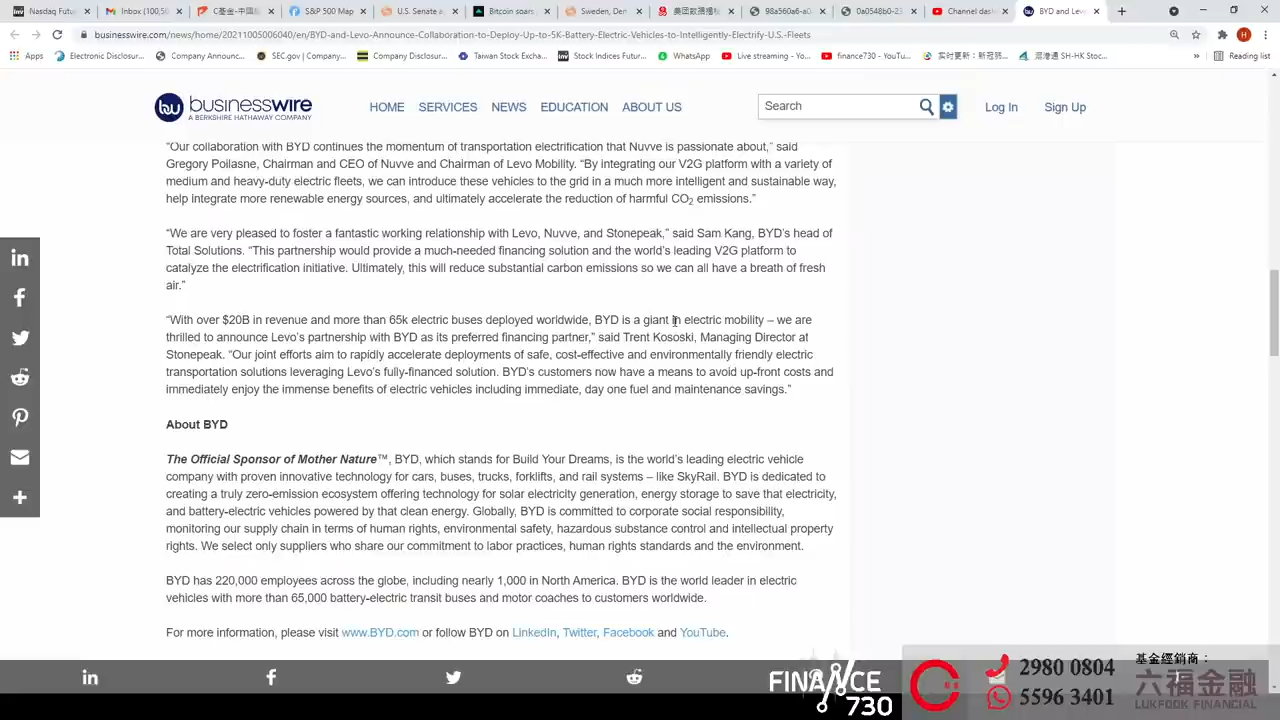 Nasdaq Futu
Inbox (100,56
C基金-中国
S&P 500 Map
U.S. Senate a
Bitcoin soars
Sweden, Den
98a560a6-a0
0a0548b0-23
Channel das
BYD and Lev
businesswire.com/news/home/20211005006040/en/BYD-and-Levo-Announce-Collaboration-to-Deploy-Up-to-5K-Battery-Electric-Vehicles-to-Intelligently-Electrify-U.S.-Fleets
H
Apps
Electronic Disclosur...
Company Announc...
SEC.gov | Company...
Company Disclosur...
Taiwan Stock Excha...
Stock Indices Futur...
WhatsApp
Live streaming - Yo...
finance730 - YouTu...
滬港通 SH-HK Stoc...
»
Reading list
businesswire
A BERKSHIRE HATHAWAY COMPANY
HOME SERVICES NEWS EDUCATION ABOUT US
Search
Log In
Sign Up
"Our collaboration with BYD continues the momentum of transportation electrification that Nuvve is passionate about," said
Gregory Poilasne, Chairman and CEO of Nuvve and Chairman of Levo Mobility. “By integrating our V2G platform with a variety of
medium and heavy-duty electric fleets, we can introduce these vehicles to the grid in a much more intelligent and sustainable way,
help integrate more renewable energy sources, and ultimately accelerate the reduction of harmful CO2 emissions.”
“We are very pleased to foster a fantastic working relationship with Levo, Nuvve, and Stonepeak,” said Sam Kang, BYD’s head of
Total Solutions. “This partnership would provide a much-needed financing solution and the world’s leading V2G platform to
catalyze the electrification initiative. Ultimately, this will reduce substantial carbon emissions so we can all have a breath of fresh
air.”
“With over $20B in revenue and more than 65k electric buses deployed worldwide, BYD is a giant in electric mobility – we are
thrilled to announce Levo’s partnership with BYD as its preferred financing partner,” said Trent Kososki, Managing Director at
Stonepeak. “Our joint efforts aim to rapidly accelerate deployments of safe, cost-effective and environmentally friendly electric
transportation solutions leveraging Levo’s fully-financed solution. BYD’s customers now have a means to avoid up-front costs and
immediately enjoy the immense benefits of electric vehicles including immediate, day one fuel and maintenance savings.”
About BYD
The Official Sponsor of Mother Nature™, BYD, which stands for Build Your Dreams, is the world’s leading electric vehicle
company with proven innovative technology for cars, buses, trucks, forklifts, and rail systems – like SkyRail. BYD is dedicated to
creating a truly zero-emission ecosystem offering technology for solar electricity generation, energy storage to save that electricity,
and battery-electric vehicles powered by that clean energy. Globally, BYD is committed to corporate social responsibility,
monitoring our supply chain in terms of human rights, environmental safety, hazardous substance control and intellectual property
rights. We select only suppliers who share our commitment to labor practices, human rights standards and the environment.
BYD has 220,000 employees across the globe, including nearly 1,000 in North America. BYD is the world leader in electric
vehicles with more than 65,000 battery-electric transit buses and motor coaches to customers worldwide.
For more information, please visit www.BYD.com or follow BYD on LinkedIn, Twitter, Facebook and YouTube.
FINANCE
730
2980 0804
5596 3401
基金經銷商：
六福金融
LUKFOOK FINANCIAL